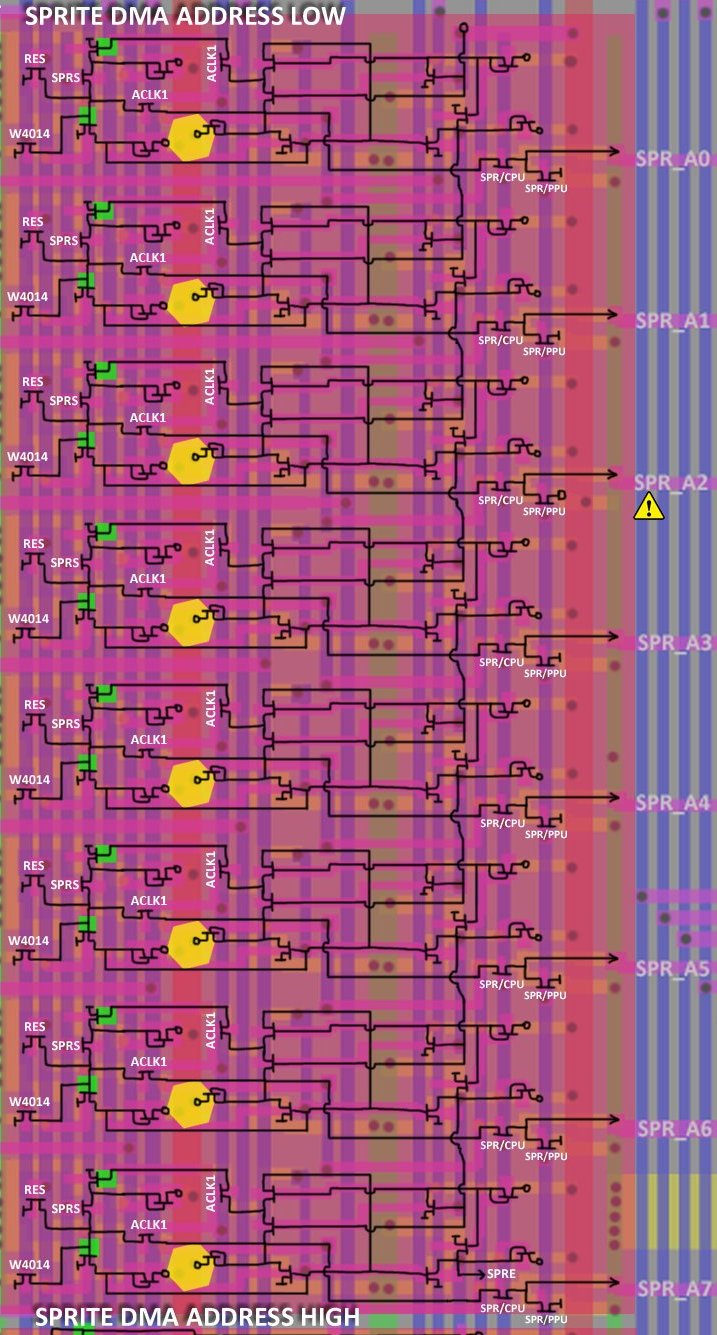 SPRITE DMA ADDRESS LOW
RES
SPRS
ACLK1
ACLK1
W4014
SPR/CPU
SPR/PPU
SPR_A0
RES
SPRS
ACLK1
ACLK1
W4014
SPR/CPU
SPR/PPU
SPR_A1
RES
SPRS
ACLK1
ACLK1
W4014
SPR/CPU
SPR/PPU
SPR_A2
!
RES
SPRS
ACLK1
ACLK1
W4014
SPR/CPU
SPR/PPU
SPR_A3
RES
SPRS
ACLK1
ACLK1
W4014
SPR/CPU
SPR/PPU
SPR_A4
RES
SPRS
ACLK1
ACLK1
W4014
SPR/CPU
SPR/PPU
SPR_A5
RES
SPRS
ACLK1
ACLK1
W4014
SPR/CPU
SPR/PPU
SPR_A6
RES
SPRS
ACLK1
ACLK1
W4014
SPRE
SPR/CPU
SPR/PPU
SPR_A7
SPRITE DMA ADDRESS HIGH